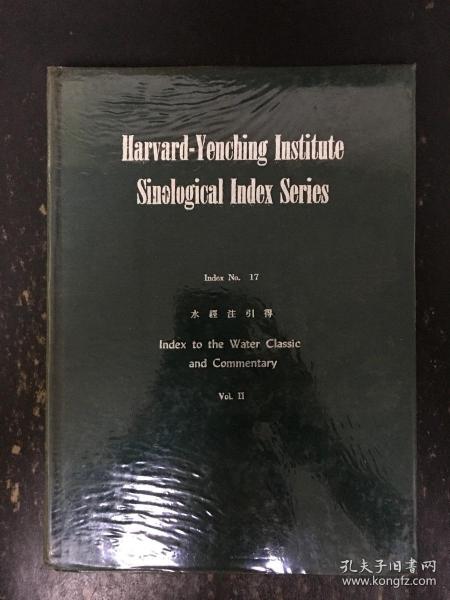 Harvard-Yenching Institute
Sinological Index Series
Index No. 17
水經注引得
Index to the Water Classic
and Commentary
Vol. II
孔夫子旧书网
www.kongfz.com